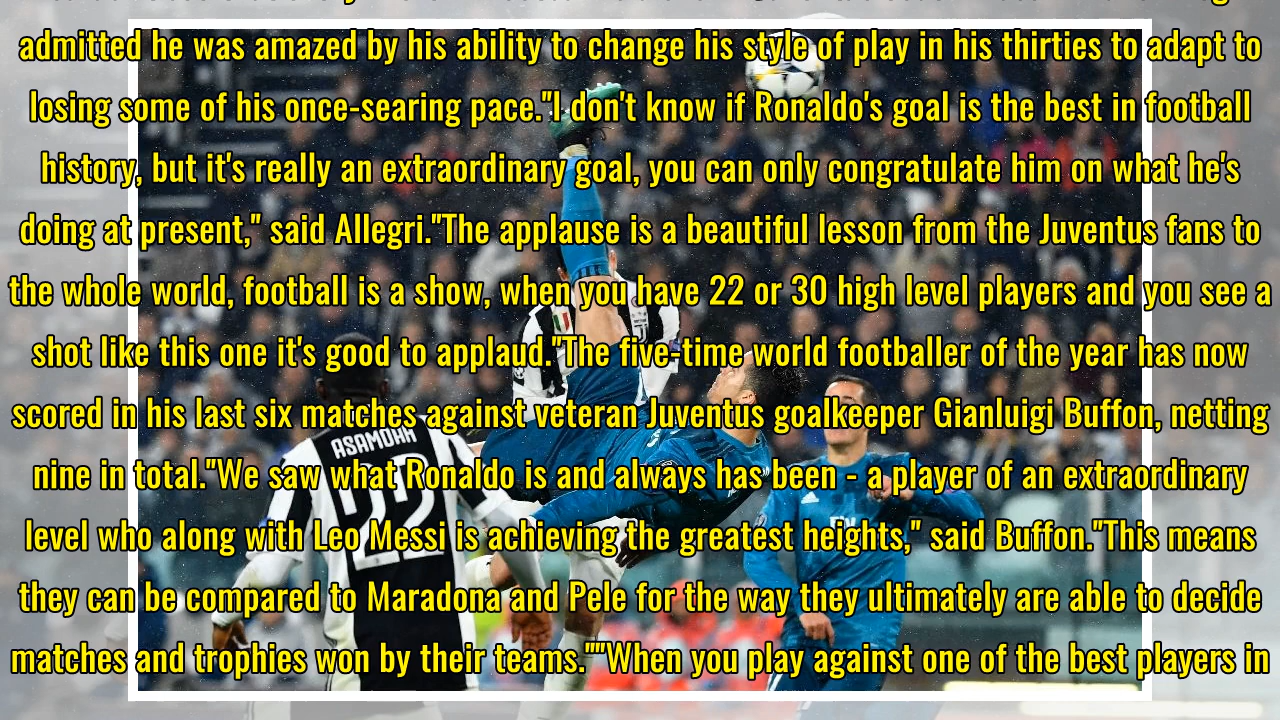 admitted he was amazed by his ability to change his style of play in his thirties to adapt to
losing some of his once-searing pace."I don't know if Ronaldo's goal is the best in football
history, but it's really an extraordinary goal, you can only congratulate him on what he's
doing at present," said Allegri."The applause is a beautiful lesson from the Juventus fans to
the whole world, football is a show, when you have 22 or 30 high level players and you see a
shot like this one it's good to applaud."The five-time world footballer of the year has now
scored in his last six matches against veteran Juventus goalkeeper Gianluigi Buffon, netting
nine in total."We saw what Ronaldo is and always has been - a player of an extraordinary
level who along with Leo Messi is achieving the greatest heights," said Buffon."This means
they can be compared to Maradona and Pele for the way they ultimately are able to decide
matches and trophies won by their teams.""When you play against one of the best players in
ASAMOAH
22